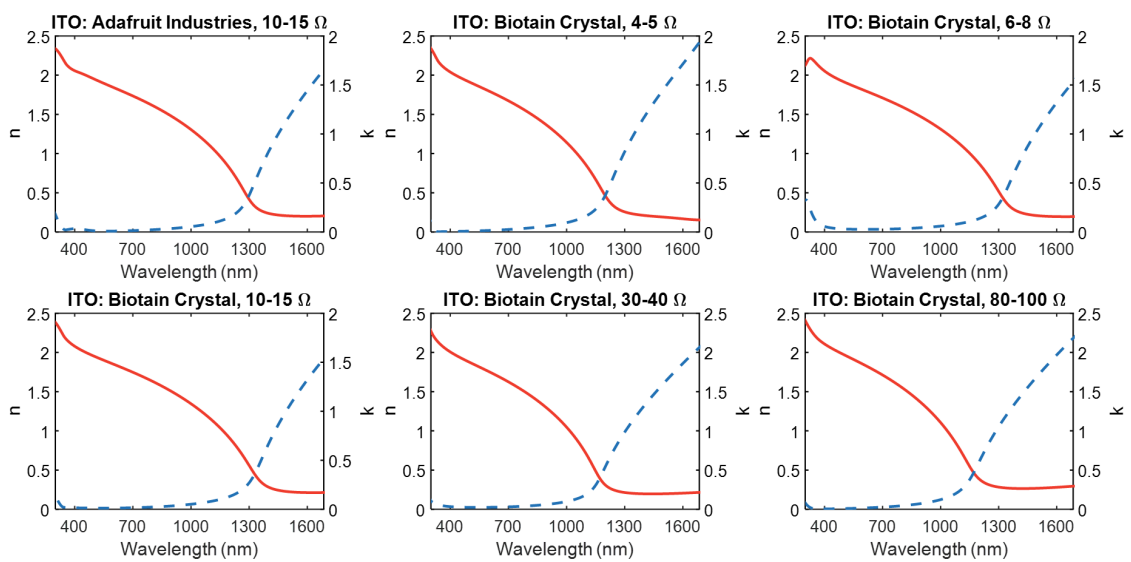 ITO: Adafruit Industries, 10-15 Ω
2.5
2
1.5
1
0.5
0
n
2
1.5
1
0.5
0
k
400 700 1000 1300 1600
Wavelength (nm)
ITO: Biotain Crystal, 4-5 Ω
2.5
2
1.5
1
0.5
0
n
2
1.5
1
0.5
0
k
400 700 1000 1300 1600
Wavelength (nm)
ITO: Biotain Crystal, 6-8 Ω
2.5
2
1.5
1
0.5
0
n
2
1.5
1
0.5
0
k
400 700 1000 1300 1600
Wavelength (nm)
ITO: Biotain Crystal, 10-15 Ω
2.5
2
1.5
1
0.5
0
n
2
1.5
1
0.5
0
k
400 700 1000 1300 1600
Wavelength (nm)
ITO: Biotain Crystal, 30-40 Ω
2.5
2
1.5
1
0.5
0
n
2.5
2
1.5
1
0.5
0
k
400 700 1000 1300 1600
Wavelength (nm)
ITO: Biotain Crystal, 80-100 Ω
2.5
2
1.5
1
0.5
0
n
2.5
2
1.5
1
0.5
0
k
400 700 1000 1300 1600
Wavelength (nm)